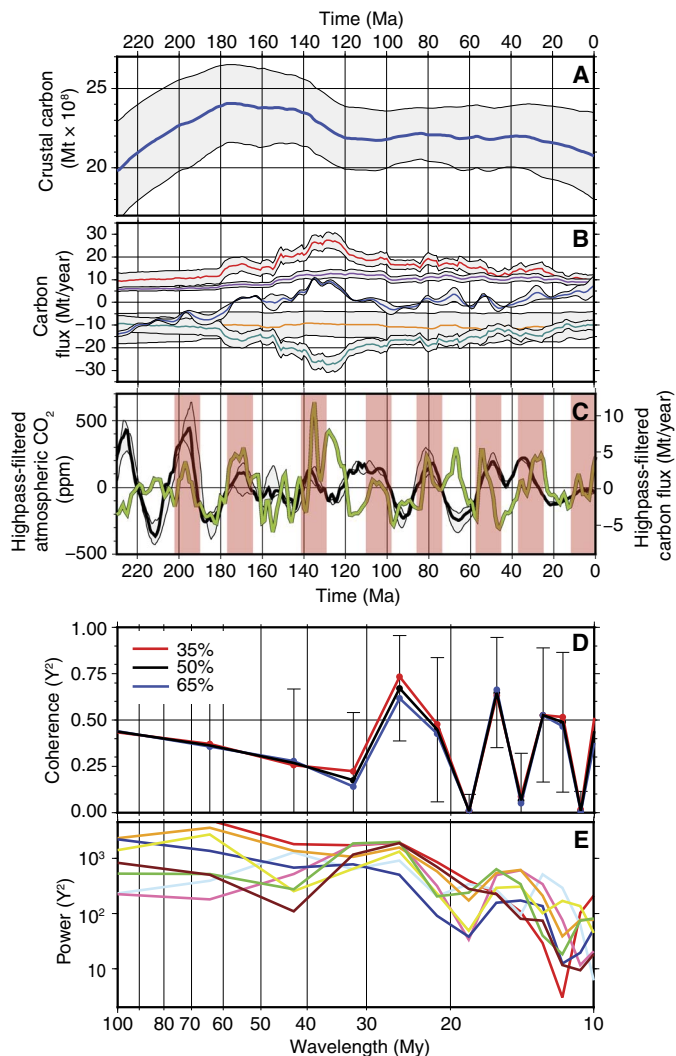 Time (Ma)
220 200 180 160 140 120 100 80 60 40 20 0
A
Crustal carbon
(Mt × 10⁸)
25
20
B
Carbon
flux (Mt/year)
30
20
10
0
−10
−20
−30
C
Highpass-filtered
atmospheric CO₂
(ppm)
500
0
−500
10
5
0
−5
Highpass-filtered
carbon flux (Mt/year)
220 200 180 160 140 120 100 80 60 40 20 0
Time (Ma)
D
Coherence (Y²)
1.00
0.75
0.50
0.25
0.00
35%
50%
65%
E
Power (Y²)
10³
10²
10
100 80 70 60 50 40 30 20 10
Wavelength (My)